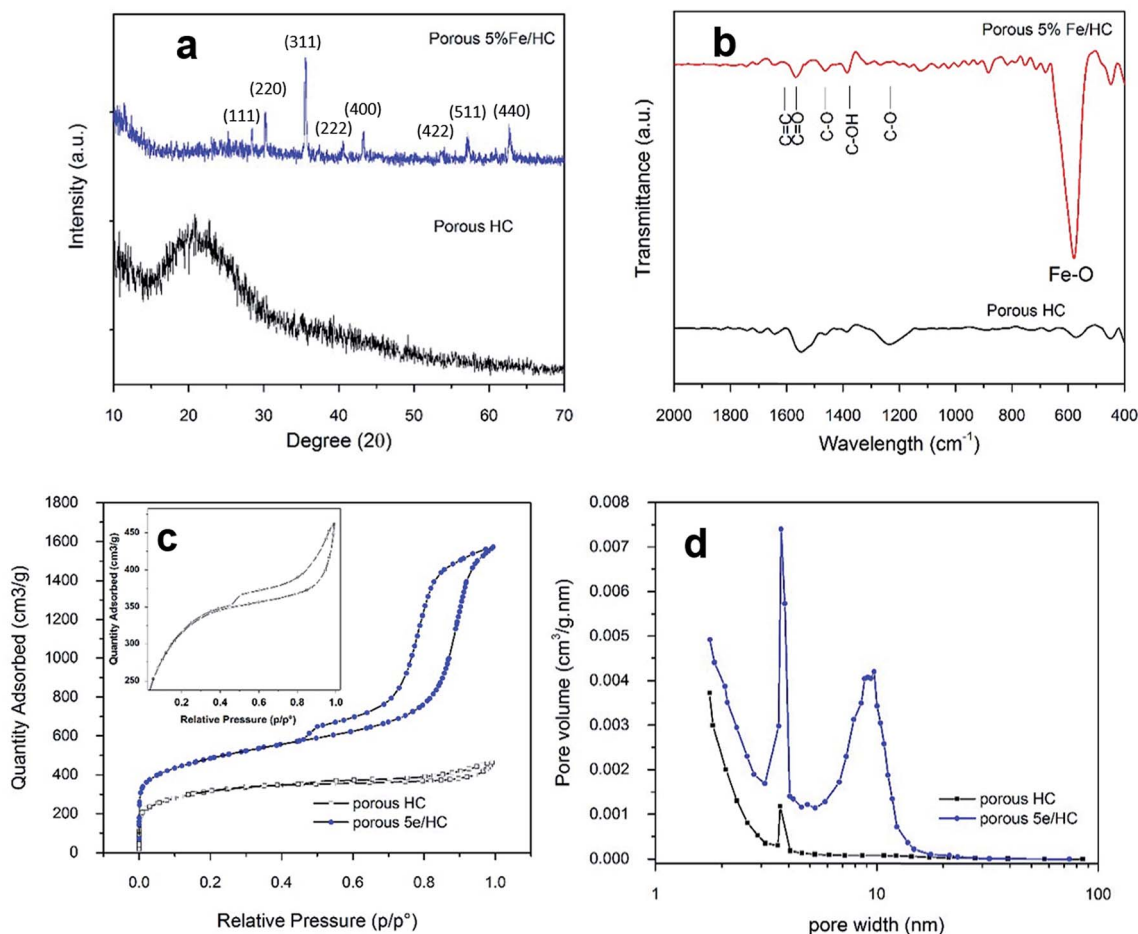 a
Porous 5%Fe/HC
(311)
(220)
(111)
(222)
(400)
(422)
(511)
(440)
Porous HC
Intensity (a.u.)
10 20 30 40 50 60 70
Degree (2θ)
b
Porous 5% Fe/HC
C=C
C=O
C-O
C-OH
C-O
Fe-O
Porous HC
Transmittance (a.u.)
2000 1800 1600 1400 1200 1000 800 600 400
Wavelength (cm⁻¹)
c
1800
1600
1400
1200
1000
800
600
400
200
0
Quantity Adsorbed (cm3/g)
450
400
350
300
250
Quantity Adsorbed (cm3/g)
0.2 0.4 0.6 0.8 1.0
Relative Pressure (p/p°)
porous HC
porous 5e/HC
0.0 0.2 0.4 0.6 0.8 1.0
Relative Pressure (p/p°)
d
0.008
0.007
0.006
0.005
0.004
0.003
0.002
0.001
0.000
Pore volume (cm³/g.nm)
porous HC
porous 5e/HC
1 10 100
pore width (nm)